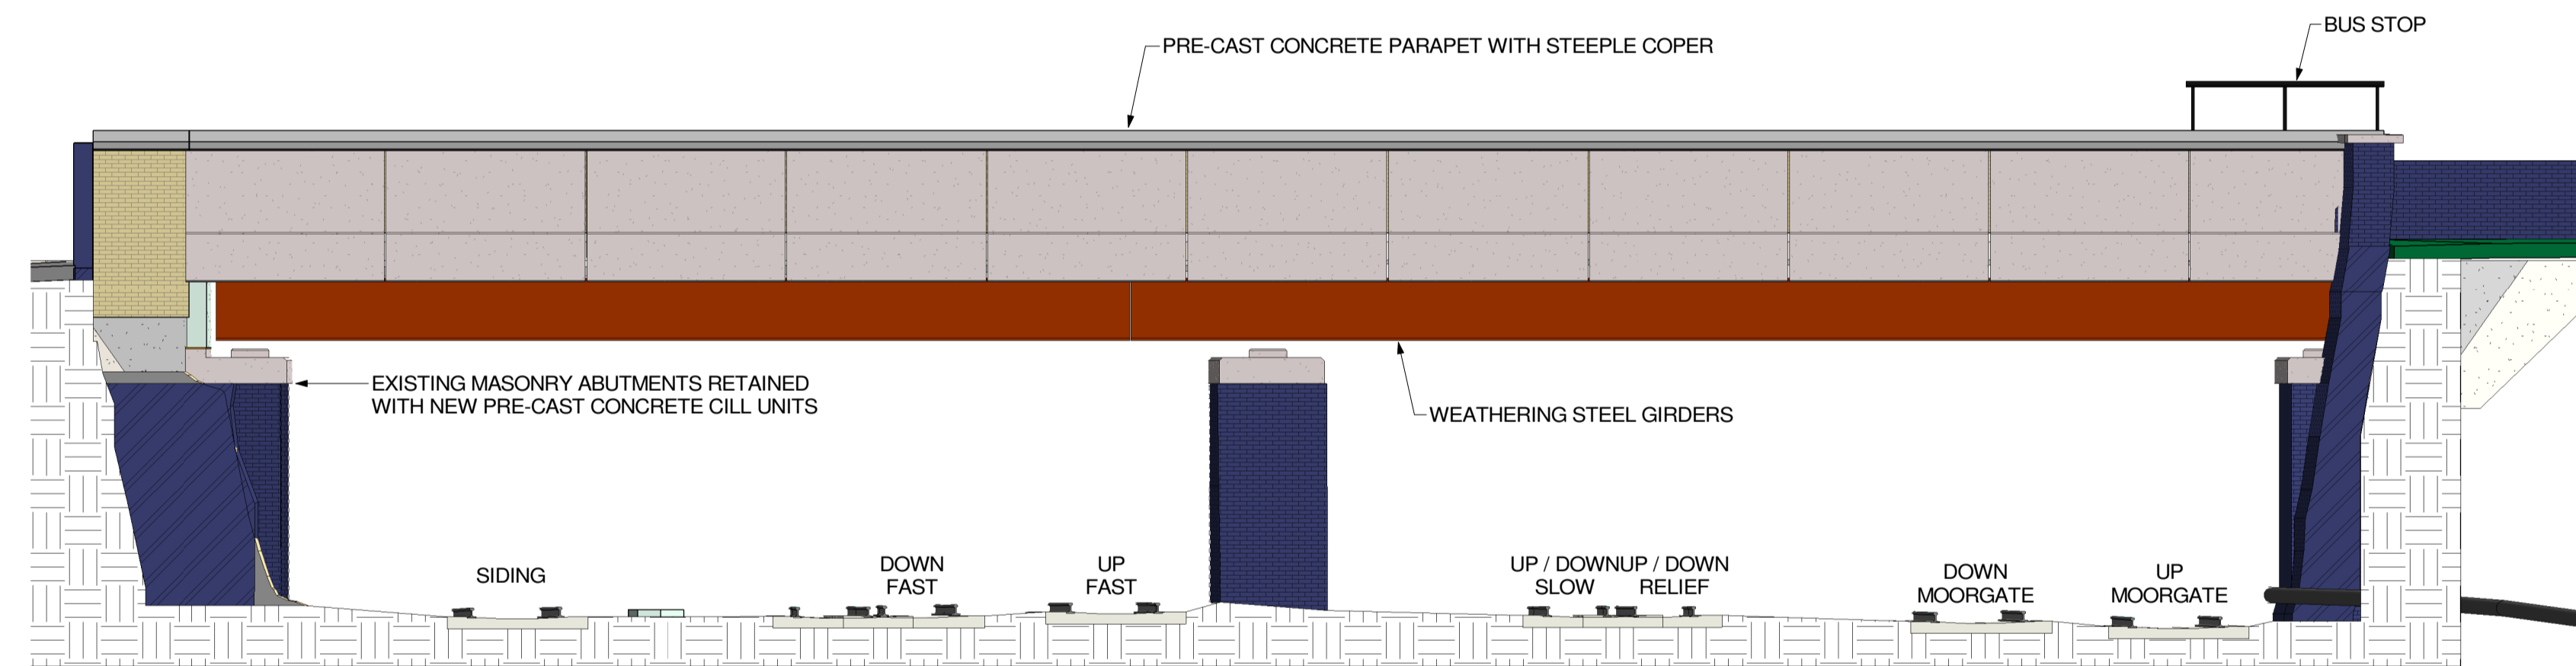 BUS STOP
PRE-CAST CONCRETE PARAPET WITH STEEPLE COPER
EXISTING MASONRY ABUTMENTS RETAINED
WITH NEW PRE-CAST CONCRETE CILL UNITS
WEATHERING STEEL GIRDERS
SIDING
DOWN
FAST
UP
FAST
UP / DOWN
SLOW
UP / DOWN
RELIEF
DOWN
MOORGATE
UP
MOORGATE